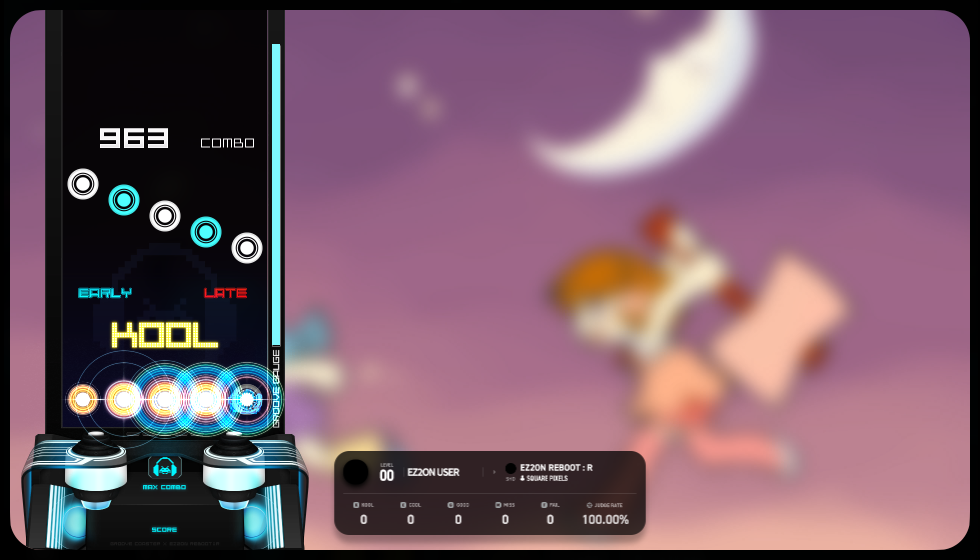 963 COMBO
EARLY LATE
KOOL
GROOVE GAUGE
MAX COMBO
SCORE
LEVEL
00 EZ2ON USER
EZ2ON REBOOT : R
SQUARE PIXELS
KOOL COOL GOOD MISS FAIL JUDGE RATE
0 0 0 0 0 100.00%